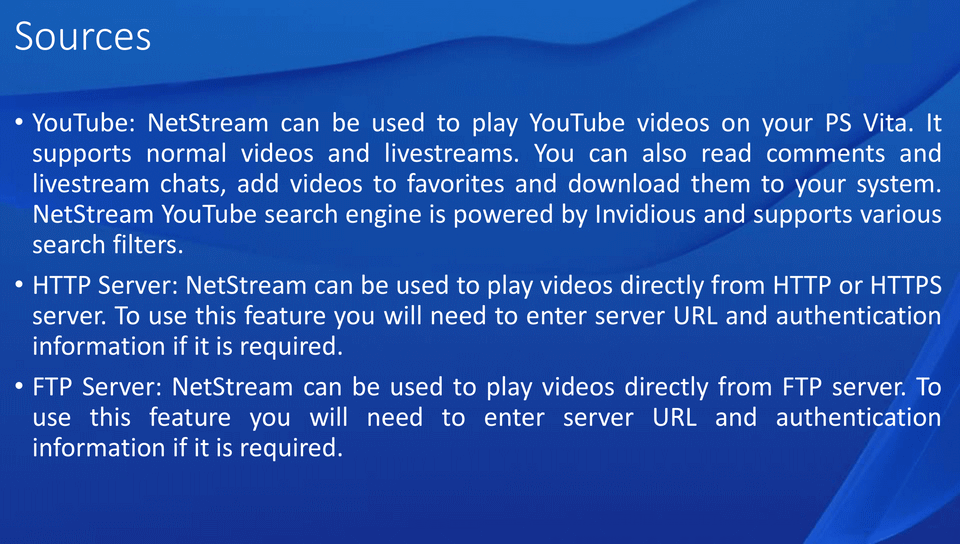 Sources
• YouTube: NetStream can be used to play YouTube videos on your PS Vita. It
supports normal videos and livestreams. You can also read comments and
livestream chats, add videos to favorites and download them to your system.
NetStream YouTube search engine is powered by Invidious and supports various
search filters.
• HTTP Server: NetStream can be used to play videos directly from HTTP or HTTPS
server. To use this feature you will need to enter server URL and authentication
information if it is required.
• FTP Server: NetStream can be used to play videos directly from FTP server. To
use this feature you will need to enter server URL and authentication
information if it is required.